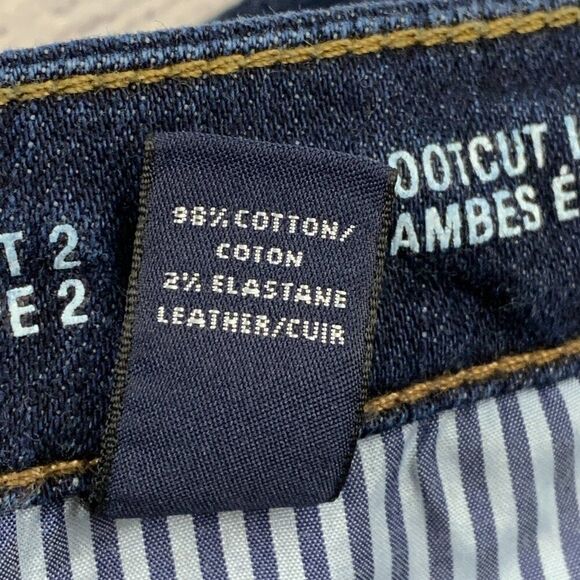 98% COTTON/
COTON
2% ELASTANE
LEATHER/CUIR
T 2
E 2
OOTCUT
AMBES É